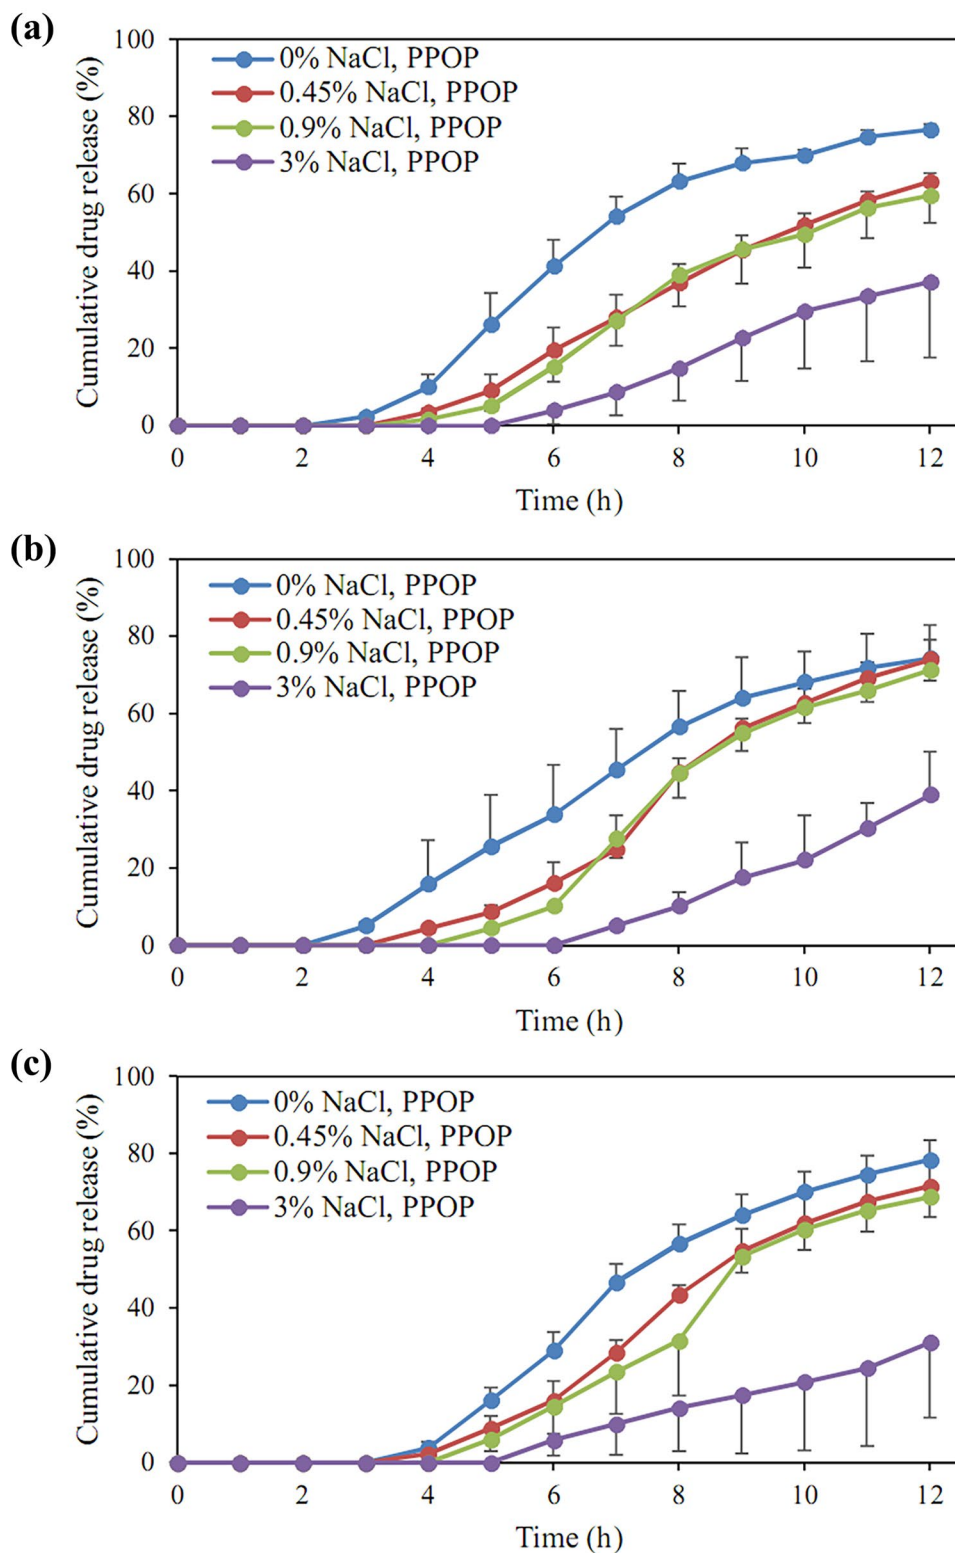 (a)
100
80
60
40
20
0
Cumulative drug release (%)
0% NaCl, PPOP
0.45% NaCl, PPOP
0.9% NaCl, PPOP
3% NaCl, PPOP
0 2 4 6 8 10 12
Time (h)
(b)
100
80
60
40
20
0
Cumulative drug release (%)
0% NaCl, PPOP
0.45% NaCl, PPOP
0.9% NaCl, PPOP
3% NaCl, PPOP
0 2 4 6 8 10 12
Time (h)
(c)
100
80
60
40
20
0
Cumulative drug release (%)
0% NaCl, PPOP
0.45% NaCl, PPOP
0.9% NaCl, PPOP
3% NaCl, PPOP
0 2 4 6 8 10 12
Time (h)